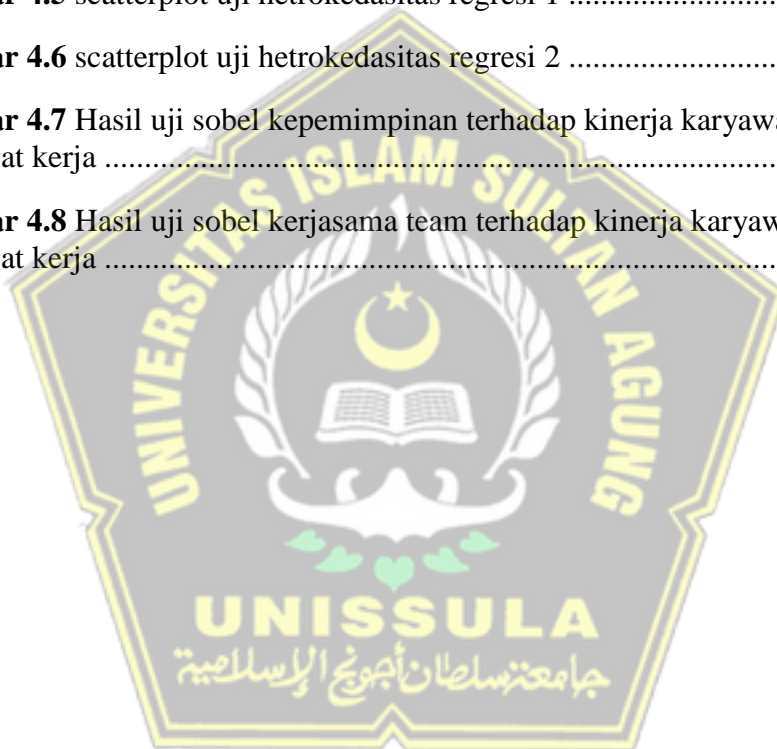 ar 4.5 scatterplot uji hetrokedasitas regresi 1 ........................
ar 4.6 scatterplot uji hetrokedasitas regresi 2 ........................
ar 4.7 Hasil uji sobel kepemimpinan terhadap kinerja karyawa
at kerja ........................................................................
ar 4.8 Hasil uji sobel kerjasama team terhadap kinerja karyaw
at kerja ........................................................................
UNIVERSITAS ISLAM SULTAN AGUNG
UNISSULA
جامعترسلطان أجونج الإسلامية